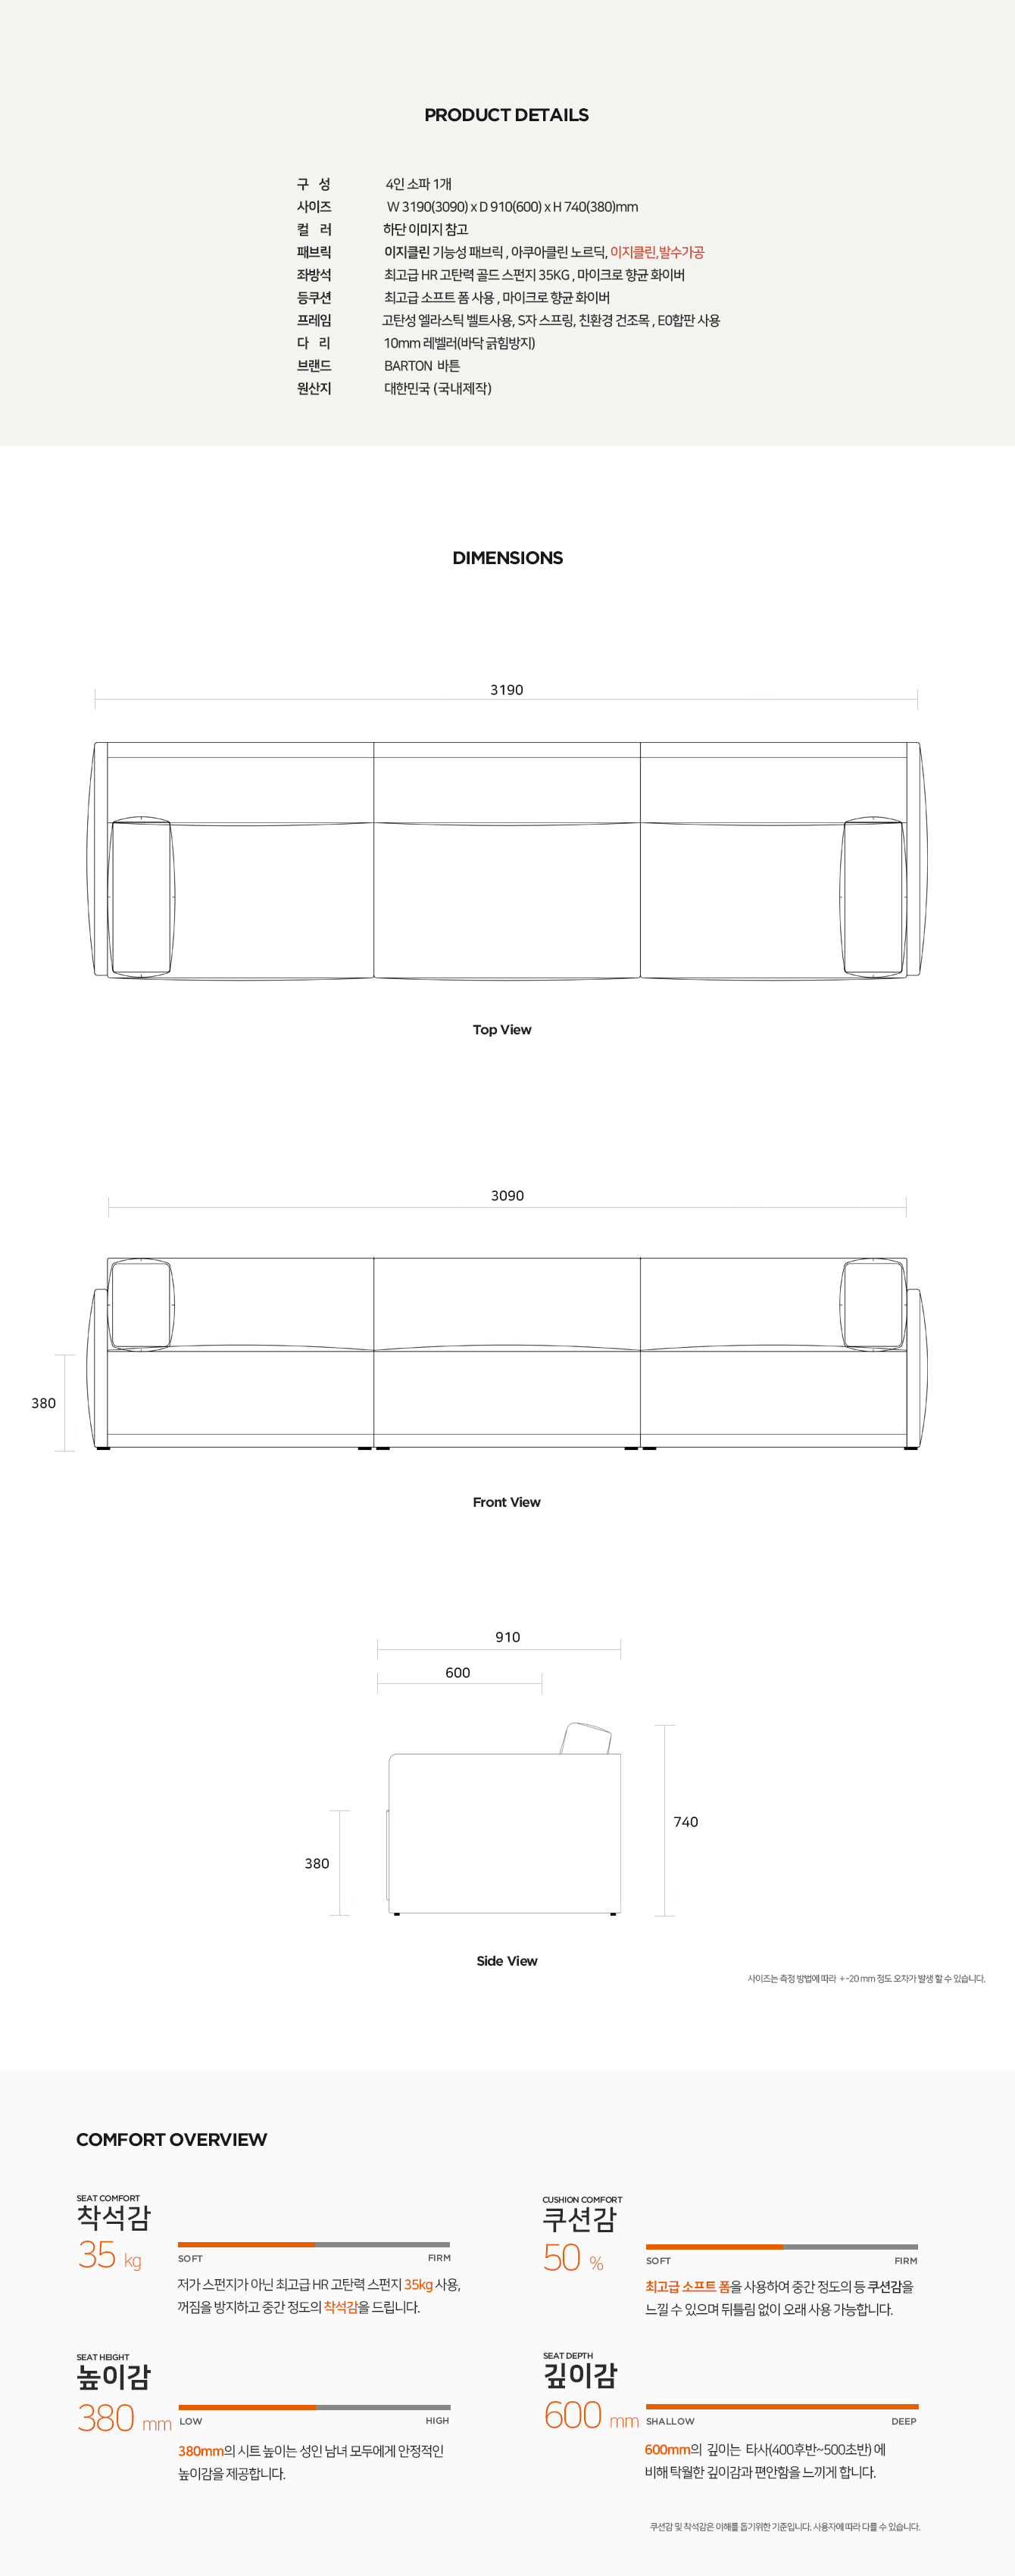 PRODUCT DETAILS
구 성 4인 소파 1개
사이즈 W 3190(3090) x D 910(600) x H 740(380)mm
컬 러 하단 이미지 참고
패브릭 이지클린 기능성 패브릭 , 아쿠아클린 노르딕, 이지클린,발수가공
좌방석 최고급 HR 고탄력 골드 스펀지 35KG , 마이크로 향균 화이버
등쿠션 최고급 소프트 폼 사용 , 마이크로 향균 화이버
프레임 고탄성 엘라스틱 벨트사용, S자 스프링, 친환경 건조목 , E0합판 사용
다 리 10mm 레벨러(바닥 긁힘방지)
브랜드 BARTON 바튼
원산지 대한민국 (국내제작)
DIMENSIONS
3190
Top View
3090
380
Front View
910
600
740
380
Side View
사이즈는 측정 방법에 따라 + -20 mm 정도 오차가 발생 할 수 있습니다.
COMFORT OVERVIEW
SEAT COMFORT
착석감
35 kg
SOFT FIRM
저가 스펀지가 아닌 최고급 HR 고탄력 스펀지 35kg 사용,
꺼짐을 방지하고 중간 정도의 착석감을 드립니다.
CUSHION COMFORT
쿠션감
50 %
SOFT FIRM
최고급 소프트 폼을 사용하여 중간 정도의 등 쿠션감을
느낄 수 있으며 뒤틀림 없이 오래 사용 가능합니다.
SEAT HEIGHT
높이감
380 mm
LOW HIGH
380mm의 시트 높이는 성인 남녀 모두에게 안정적인
높이감을 제공합니다.
SEAT DEPTH
깊이감
600 mm
SHALLOW DEEP
600mm의 깊이는 타사(400후반~500초반) 에
비해 탁월한 깊이감과 편안함을 느끼게 합니다.
쿠션감 및 착석감은 이해를 돕기위한 기준입니다. 사용자에 따라 다를 수 있습니다.